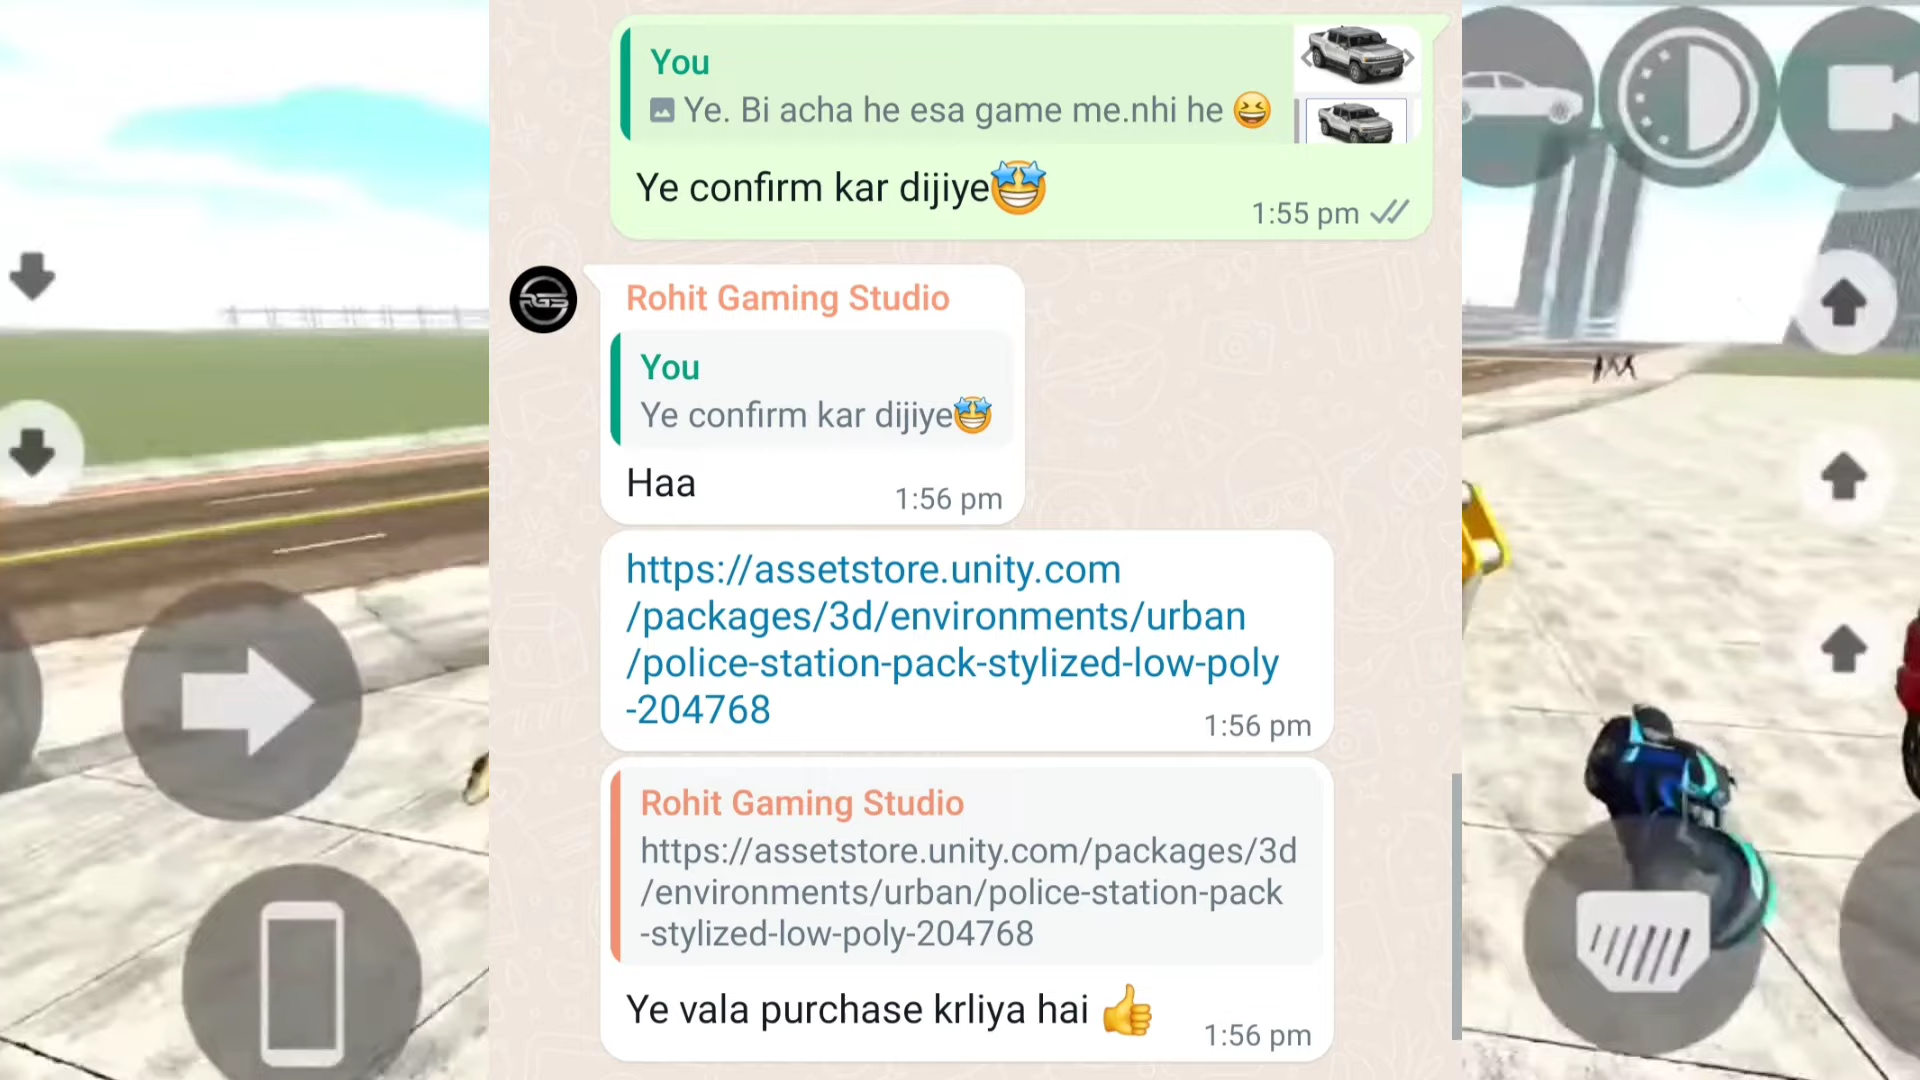 You
Ye. Bi acha he esa game me.nhi he 😆
Ye confirm kar dijiye🤩
1:55 pm
RGS
Rohit Gaming Studio
You
Ye confirm kar dijiye🤩
Haa
1:56 pm
https://assetstore.unity.com
/packages/3d/environments/urban
/police-station-pack-stylized-low-poly
-204768
1:56 pm
Rohit Gaming Studio
https://assetstore.unity.com/packages/3d
/environments/urban/police-station-pack
-stylized-low-poly-204768
Ye vala purchase krliya hai 👍
1:56 pm